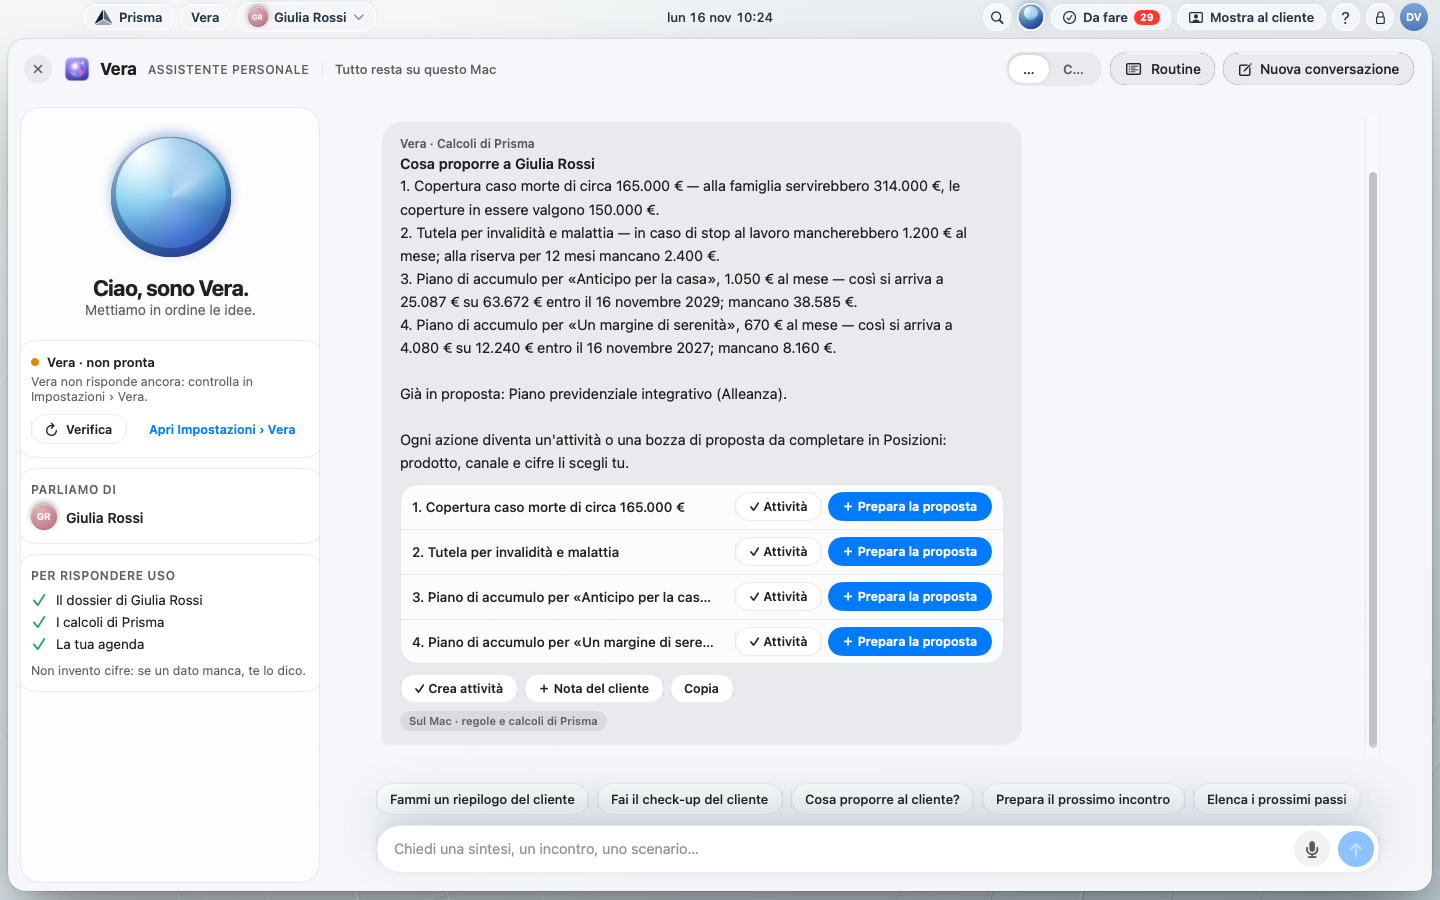 Prisma
Vera
GR
Giulia Rossi
lun 16 nov 10:24
Da fare 29
Mostra al cliente
?
DV
Vera
ASSISTENTE PERSONALE
Tutto resta su questo Mac
...
C...
Routine
Nuova conversazione
Ciao, sono Vera.
Mettiamo in ordine le idee.
Vera · non pronta
Vera non risponde ancora: controlla in
Impostazioni › Vera.
Verifica
Apri Impostazioni › Vera
PARLIAMO DI
GR
Giulia Rossi
PER RISPONDERE USO
Il dossier di Giulia Rossi
I calcoli di Prisma
La tua agenda
Non invento cifre: se un dato manca, te lo dico.
Vera · Calcoli di Prisma
Cosa proporre a Giulia Rossi
1. Copertura caso morte di circa 165.000 € — alla famiglia servirebbero 314.000 €, le
coperture in essere valgono 150.000 €.
2. Tutela per invalidità e malattia — in caso di stop al lavoro mancherebbero 1.200 € al
mese; alla riserva per 12 mesi mancano 2.400 €.
3. Piano di accumulo per «Anticipo per la casa», 1.050 € al mese — così si arriva a
25.087 € su 63.672 € entro il 16 novembre 2029; mancano 38.585 €.
4. Piano di accumulo per «Un margine di serenità», 670 € al mese — così si arriva a
4.080 € su 12.240 € entro il 16 novembre 2027; mancano 8.160 €.
Già in proposta: Piano previdenziale integrativo (Alleanza).
Ogni azione diventa un'attività o una bozza di proposta da completare in Posizioni:
prodotto, canale e cifre li scegli tu.
1. Copertura caso morte di circa 165.000 €
✓ Attività
+ Prepara la proposta
2. Tutela per invalidità e malattia
✓ Attività
+ Prepara la proposta
3. Piano di accumulo per «Anticipo per la cas...
✓ Attività
+ Prepara la proposta
4. Piano di accumulo per «Un margine di sere...
✓ Attività
+ Prepara la proposta
✓ Crea attività
+ Nota del cliente
Copia
Sul Mac · regole e calcoli di Prisma
Fammi un riepilogo del cliente
Fai il check-up del cliente
Cosa proporre al cliente?
Prepara il prossimo incontro
Elenca i prossimi passi
Chiedi una sintesi, un incontro, uno scenario...